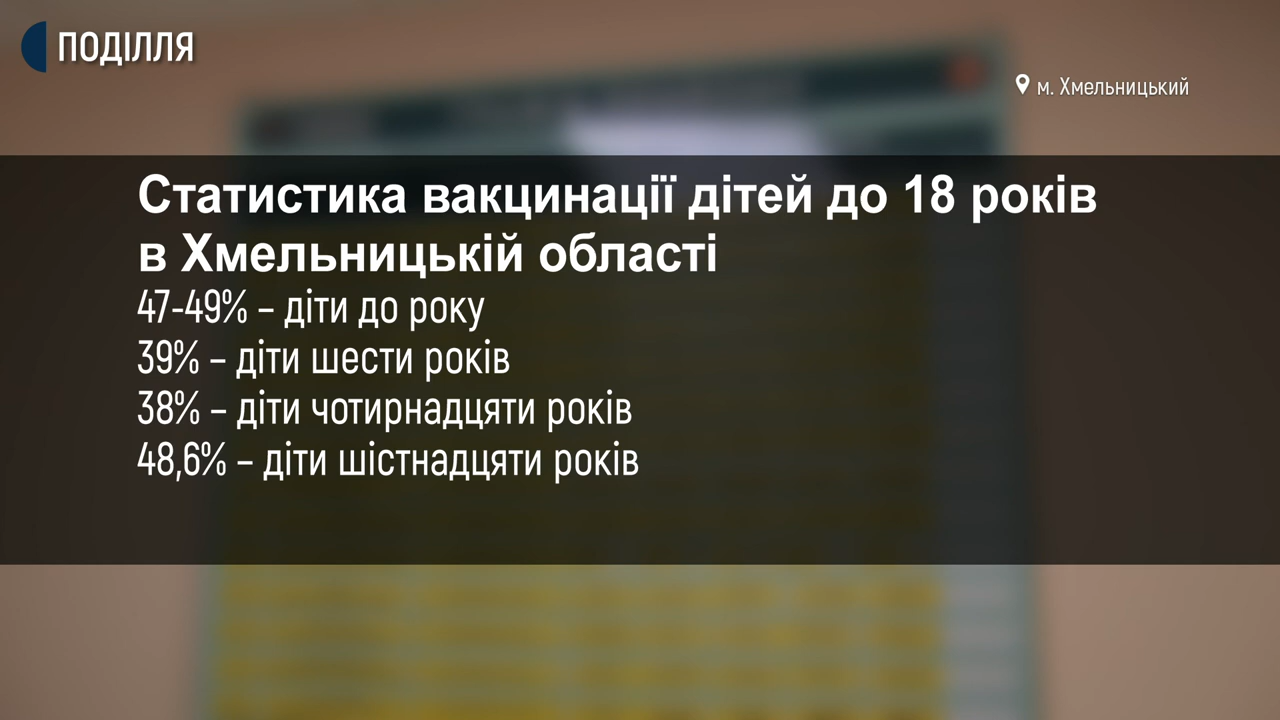 ПОДІЛЛЯ
м. Хмельницький
Статистика вакцинації дітей до 18 років
в Хмельницькій області
47-49% – діти до року
39% – діти шести років
38% – діти чотирнадцяти років
48,6% – діти шістнадцяти років